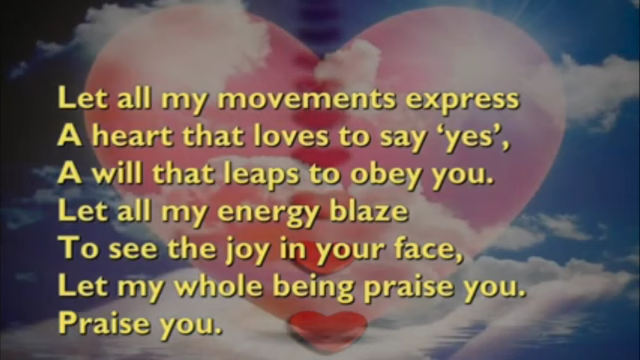 Let all my movements express
A heart that loves to say ‘yes’,
A will that leaps to obey you.
Let all my energy blaze
To see the joy in your face,
Let my whole being praise you.
Praise you.